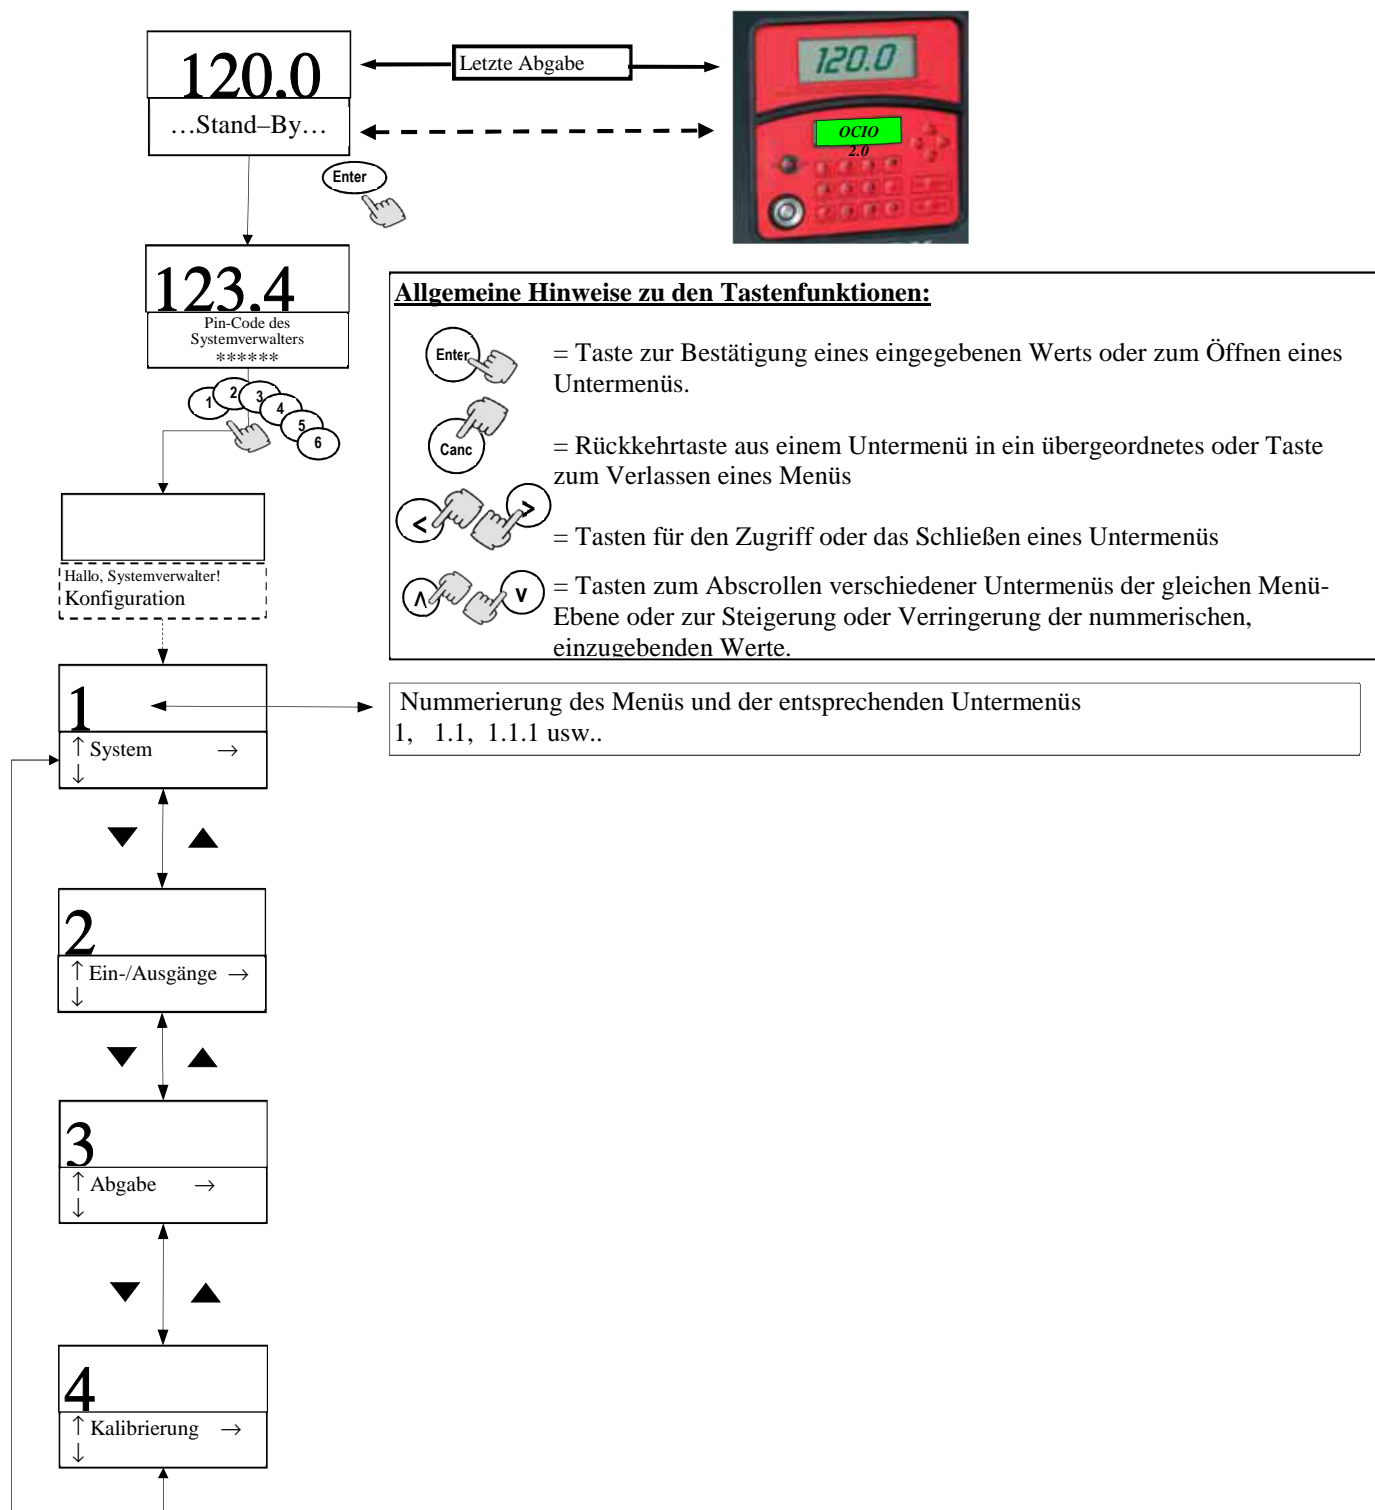 120.0
Letzte Abgabe
120.0
…Stand–By…
OCIO
2.0
Enter
123.4
Pin-Code des
Systemverwalters
******
1 2 3 4 5 6
Allgemeine Hinweise zu den Tastenfunktionen:
Enter
= Taste zur Bestätigung eines eingegebenen Werts oder zum Öffnen eines
Untermenüs.
Canc
= Rückkehrtaste aus einem Untermenü in ein übergeordnetes oder Taste
zum Verlassen eines Menüs
< >
= Tasten für den Zugriff oder das Schließen eines Untermenüs
∧ ∨
= Tasten zum Abscrollen verschiedener Untermenüs der gleichen Menü-
Ebene oder zur Steigerung oder Verringerung der nummerischen,
einzugebenden Werte.
Hallo, Systemverwalter!
Konfiguration
1
↑ System →
↓
Nummerierung des Menüs und der entsprechenden Untermenüs
1, 1.1, 1.1.1 usw..
2
↑ Ein-/Ausgänge →
↓
3
↑ Abgabe →
↓
4
↑ Kalibrierung →
↓